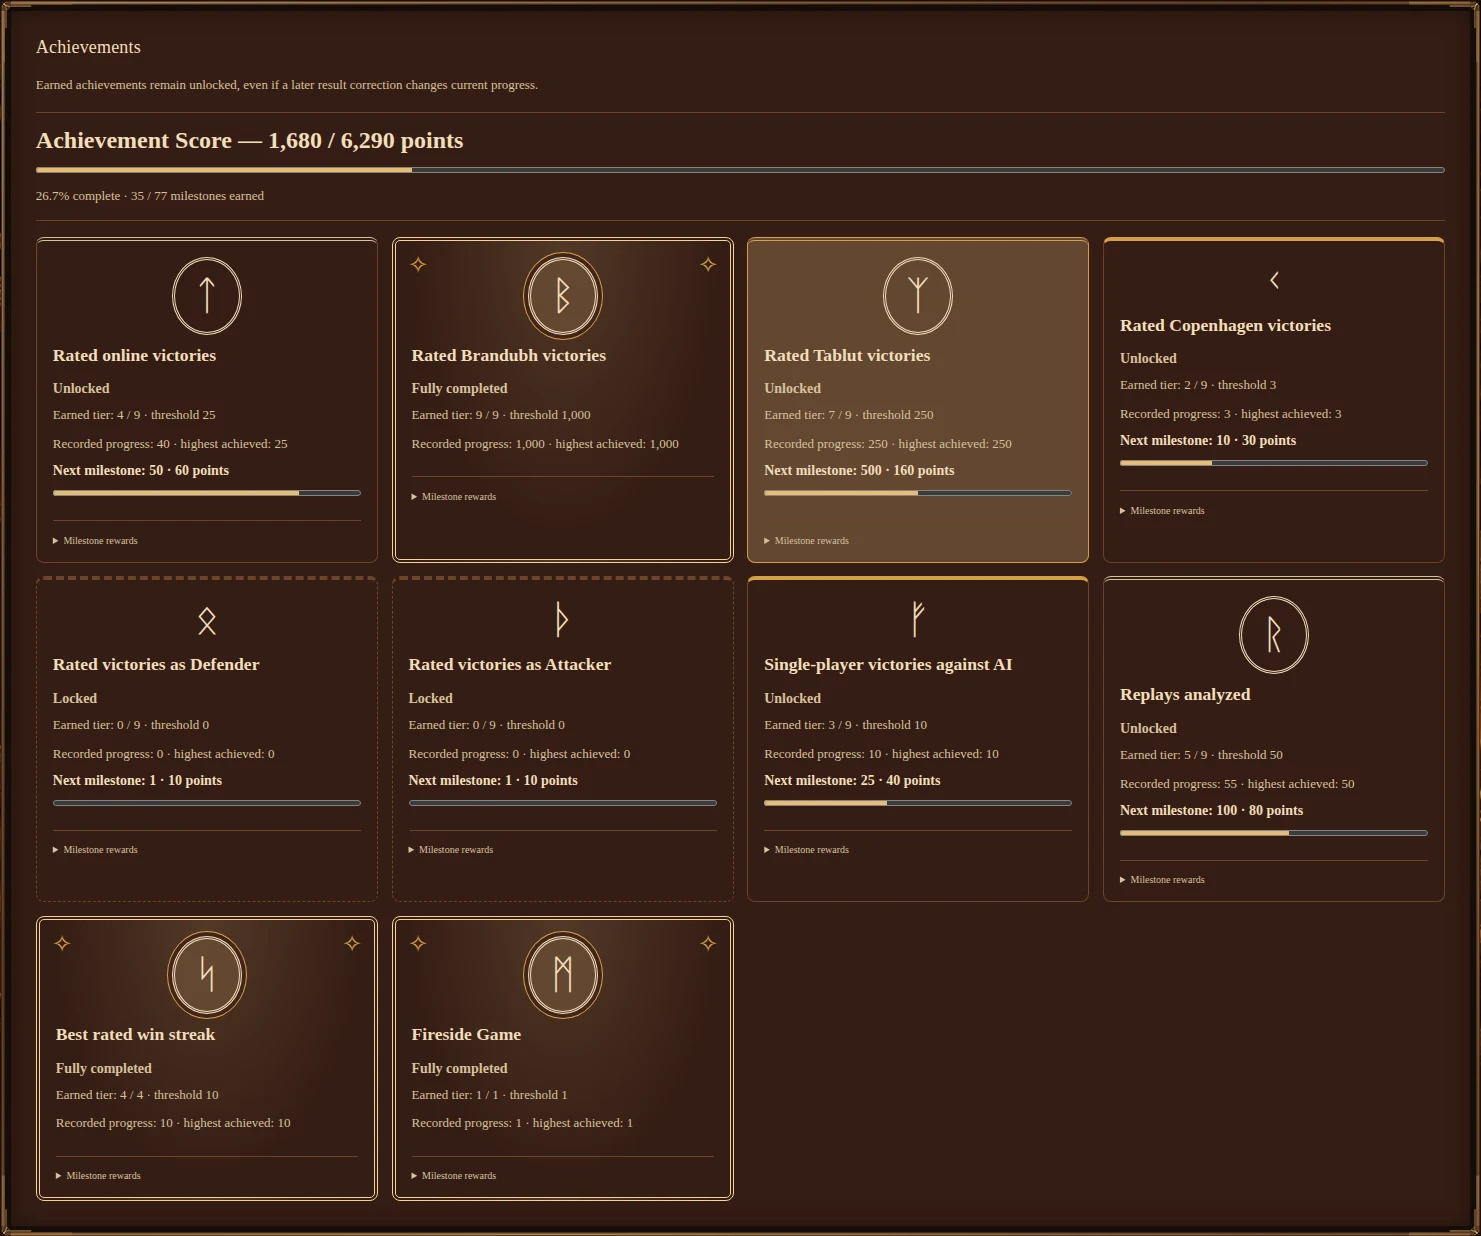 Achievements
Earned achievements remain unlocked, even if a later result correction changes current progress.
Achievement Score — 1,680 / 6,290 points
26.7% complete · 35 / 77 milestones earned
ᛏ
Rated online victories
Unlocked
Earned tier: 4 / 9 · threshold 25
Recorded progress: 40 · highest achieved: 25
Next milestone: 50 · 60 points
Milestone rewards
ᛒ
Rated Brandubh victories
Fully completed
Earned tier: 9 / 9 · threshold 1,000
Recorded progress: 1,000 · highest achieved: 1,000
Milestone rewards
ᛉ
Rated Tablut victories
Unlocked
Earned tier: 7 / 9 · threshold 250
Recorded progress: 250 · highest achieved: 250
Next milestone: 500 · 160 points
Milestone rewards
ᚲ
Rated Copenhagen victories
Unlocked
Earned tier: 2 / 9 · threshold 3
Recorded progress: 3 · highest achieved: 3
Next milestone: 10 · 30 points
Milestone rewards
ᛟ
Rated victories as Defender
Locked
Earned tier: 0 / 9 · threshold 0
Recorded progress: 0 · highest achieved: 0
Next milestone: 1 · 10 points
Milestone rewards
ᚦ
Rated victories as Attacker
Locked
Earned tier: 0 / 9 · threshold 0
Recorded progress: 0 · highest achieved: 0
Next milestone: 1 · 10 points
Milestone rewards
ᚠ
Single-player victories against AI
Unlocked
Earned tier: 3 / 9 · threshold 10
Recorded progress: 10 · highest achieved: 10
Next milestone: 25 · 40 points
Milestone rewards
ᚱ
Replays analyzed
Unlocked
Earned tier: 5 / 9 · threshold 50
Recorded progress: 55 · highest achieved: 50
Next milestone: 100 · 80 points
Milestone rewards
ᛋ
Best rated win streak
Fully completed
Earned tier: 4 / 4 · threshold 10
Recorded progress: 10 · highest achieved: 10
Milestone rewards
ᛗ
Fireside Game
Fully completed
Earned tier: 1 / 1 · threshold 1
Recorded progress: 1 · highest achieved: 1
Milestone rewards